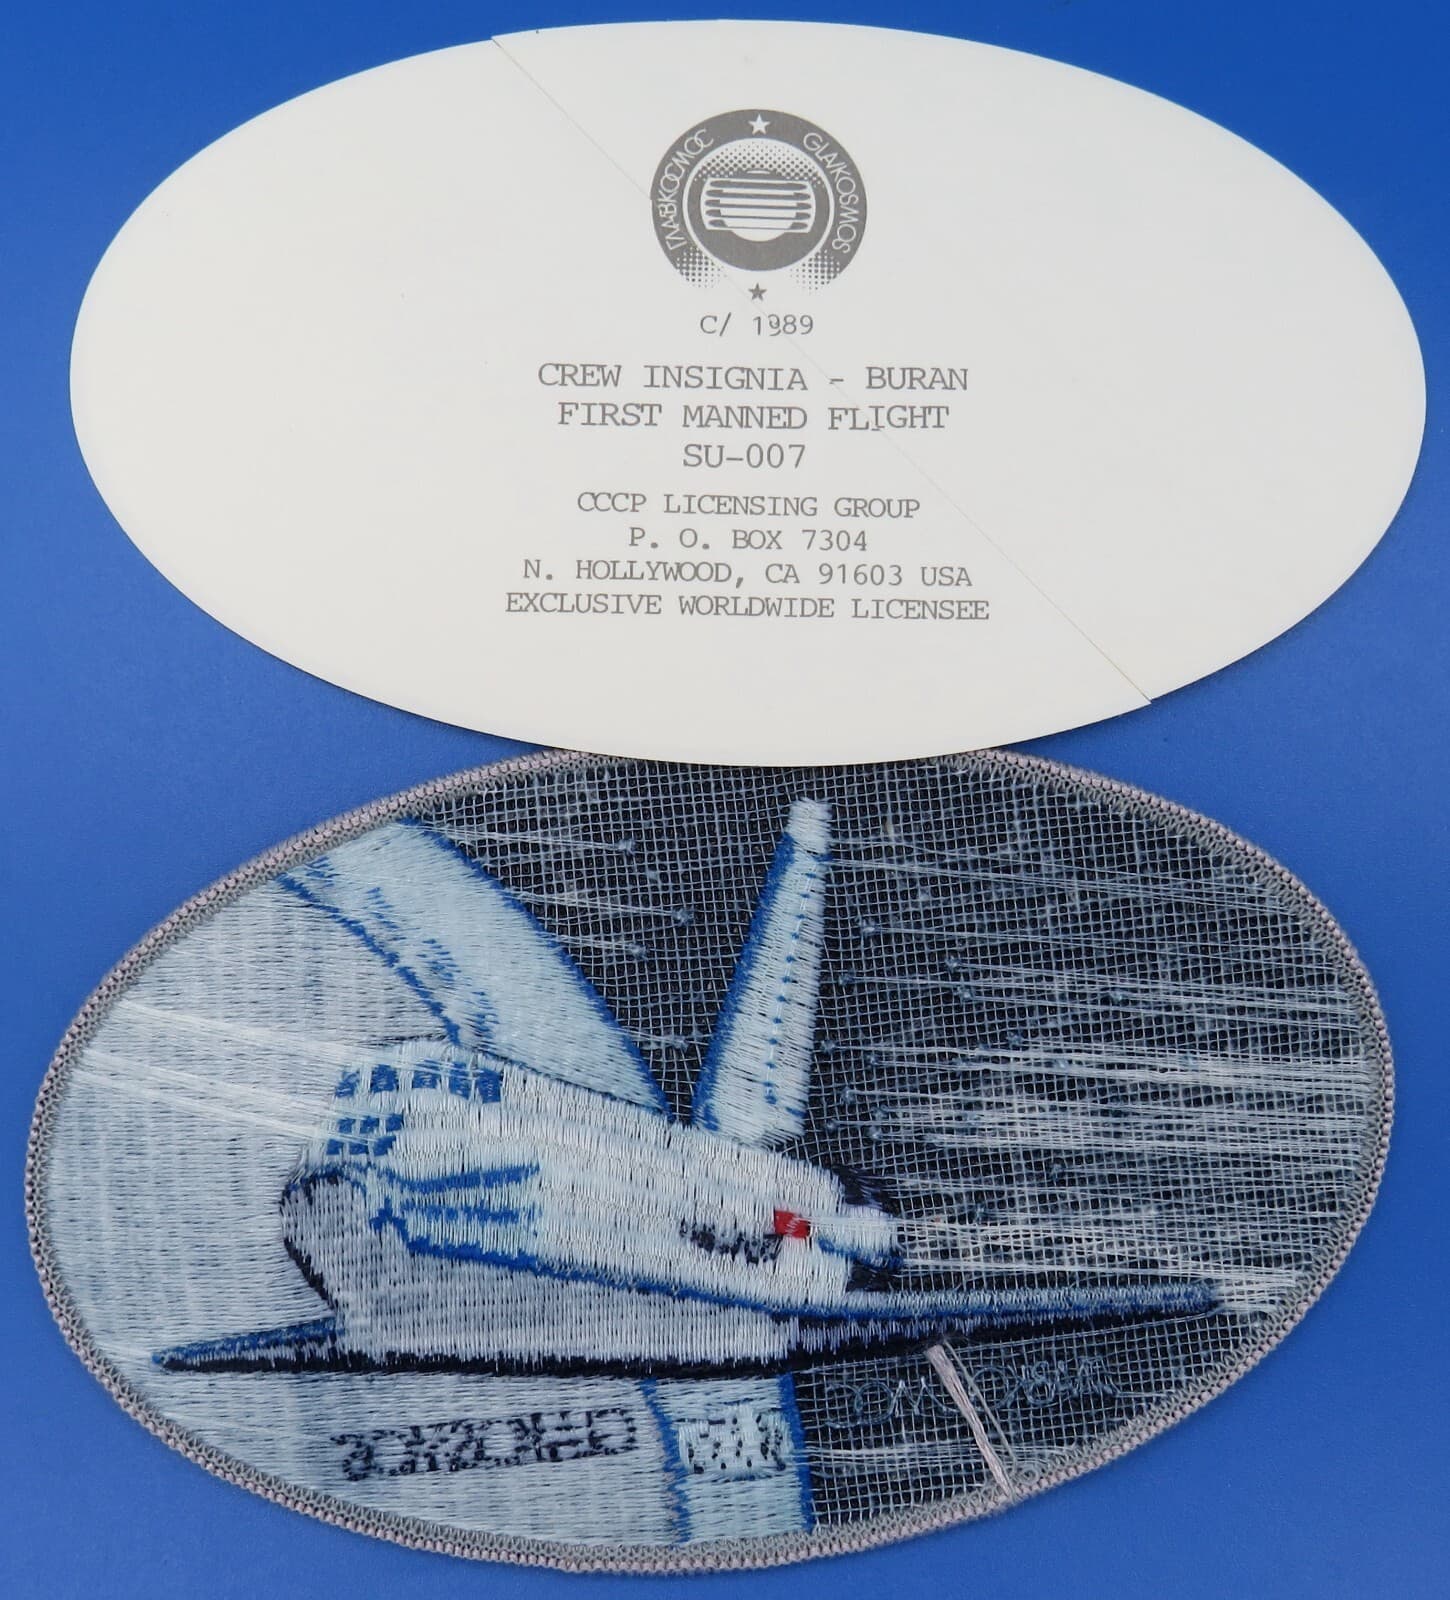 ГЛАВКОСМОС GLAVKOSMOS
C/ 1989
CREW INSIGNIA - BURAN
FIRST MANNED FLIGHT
SU-007
CCCP LICENSING GROUP
P. O. BOX 7304
N. HOLLYWOOD, CA 91603 USA
EXCLUSIVE WORLDWIDE LICENSEE